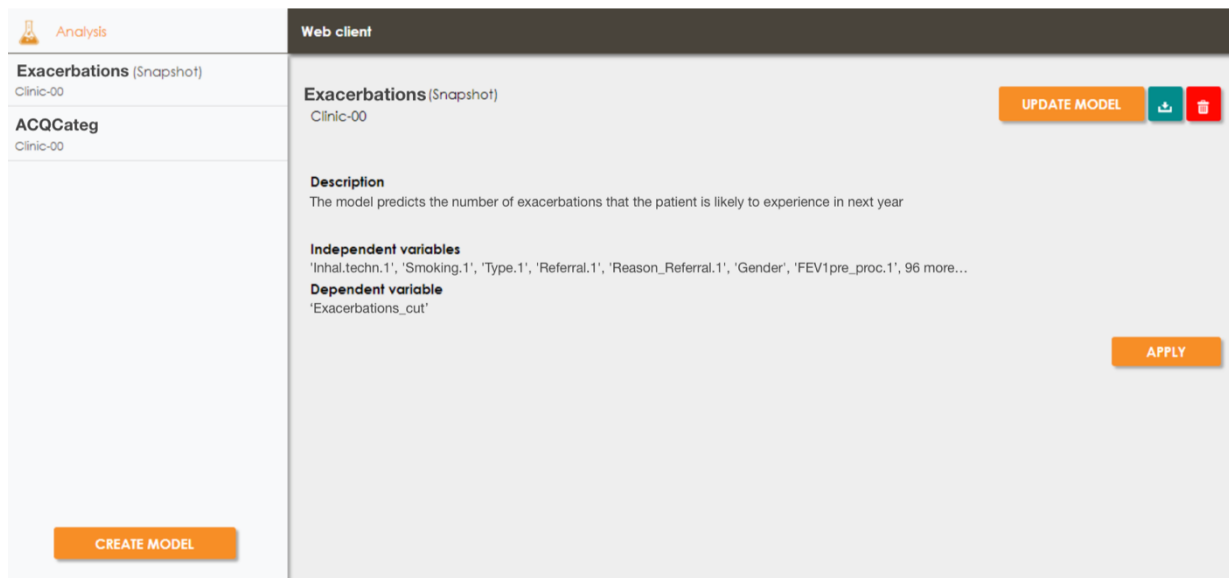 Analysis
Web client
Exacerbations (Snapshot)
Clinic-00
ACQCateg
Clinic-00
CREATE MODEL
Exacerbations (Snapshot)
Clinic-00
UPDATE MODEL
Description
The model predicts the number of exacerbations that the patient is likely to experience in next year
Independent variables
'Inhal.techn.1', 'Smoking.1', 'Type.1', 'Referral.1', 'Reason_Referral.1', 'Gender', 'FEV1pre_proc.1', 96 more…
Dependent variable
‘Exacerbations_cut’
APPLY